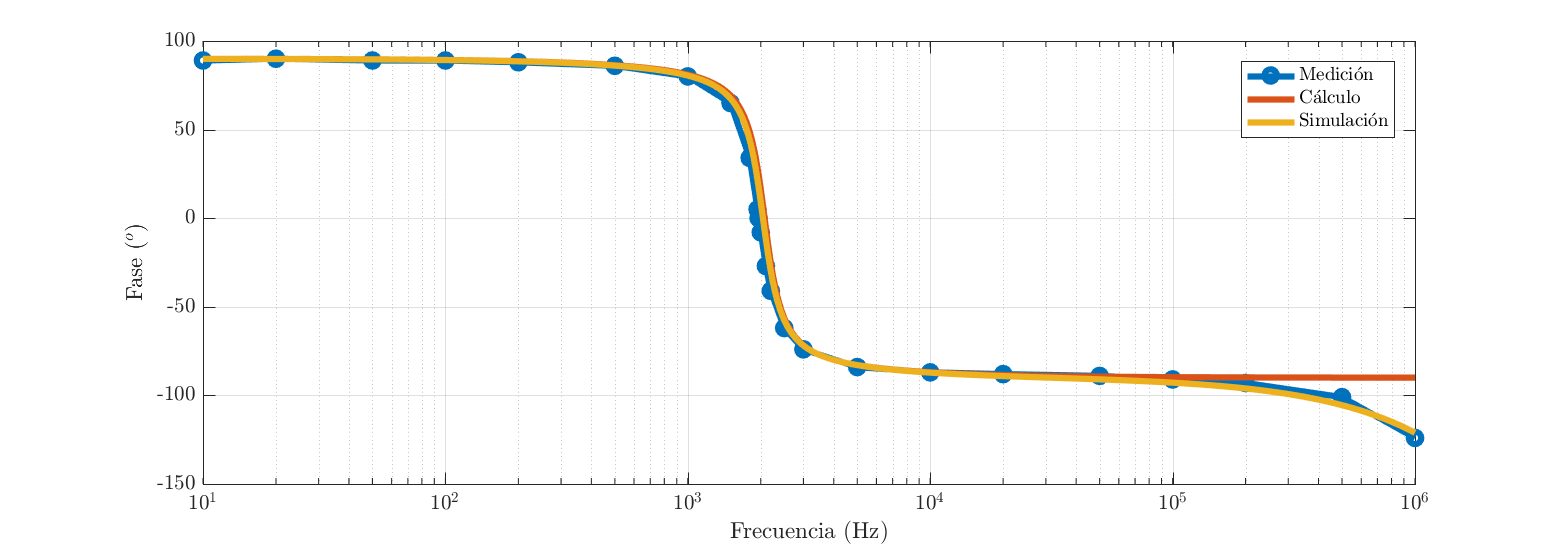 100
50
0
-50
-100
-150
Fase (º)
10¹ 10² 10³ 10⁴ 10⁵ 10⁶
Frecuencia (Hz)
Medición
Cálculo
Simulación